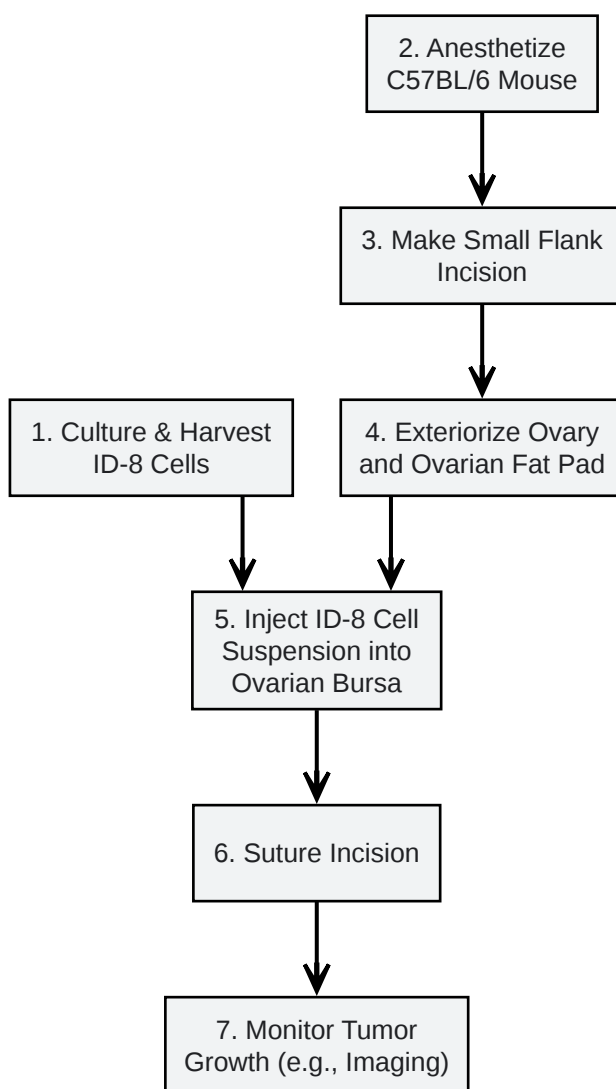 2. Anesthetize
C57BL/6 Mouse
3. Make Small Flank
Incision
1. Culture & Harvest
ID-8 Cells
4. Exteriorize Ovary
and Ovarian Fat Pad
5. Inject ID-8 Cell
Suspension into
Ovarian Bursa
6. Suture Incision
7. Monitor Tumor
Growth (e.g., Imaging)